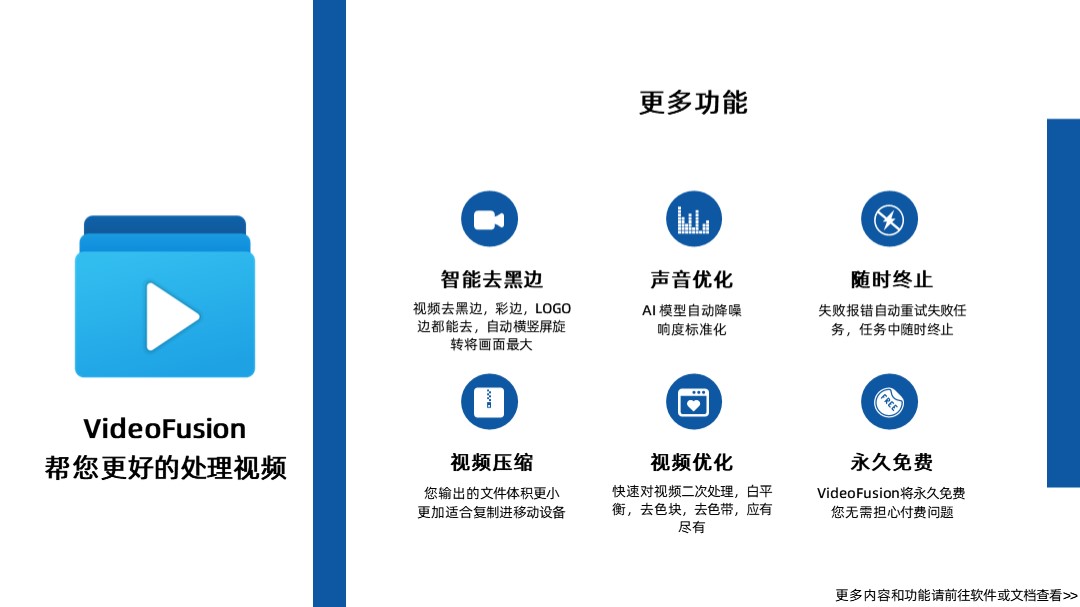 VideoFusion
帮您更好的处理视频
更多功能
智能去黑边
视频去黑边，彩边，LOGO
边都能去，自动横竖屏旋
转将画面最大
声音优化
AI 模型自动降噪
响度标准化
随时终止
失败报错自动重试失败任
务，任务中随时终止
视频压缩
您输出的文件体积更小
更加适合复制进移动设备
视频优化
快速对视频二次处理，白平
衡，去色块，去色带，应有
尽有
FREE
永久免费
VideoFusion将永久免费
您无需担心付费问题
更多内容和功能请前往软件或文档查看>>